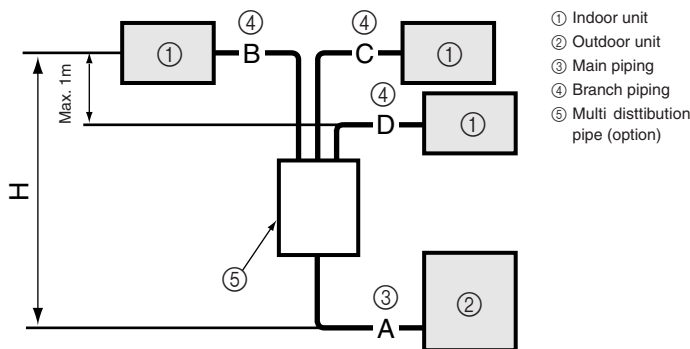 ④
④
① Indoor unit
② Outdoor unit
③ Main piping
④ Branch piping
⑤ Multi disttibution
pipe (option)
①
B
C
①
Max. 1m
④
D
①
H
⑤
③
A
②